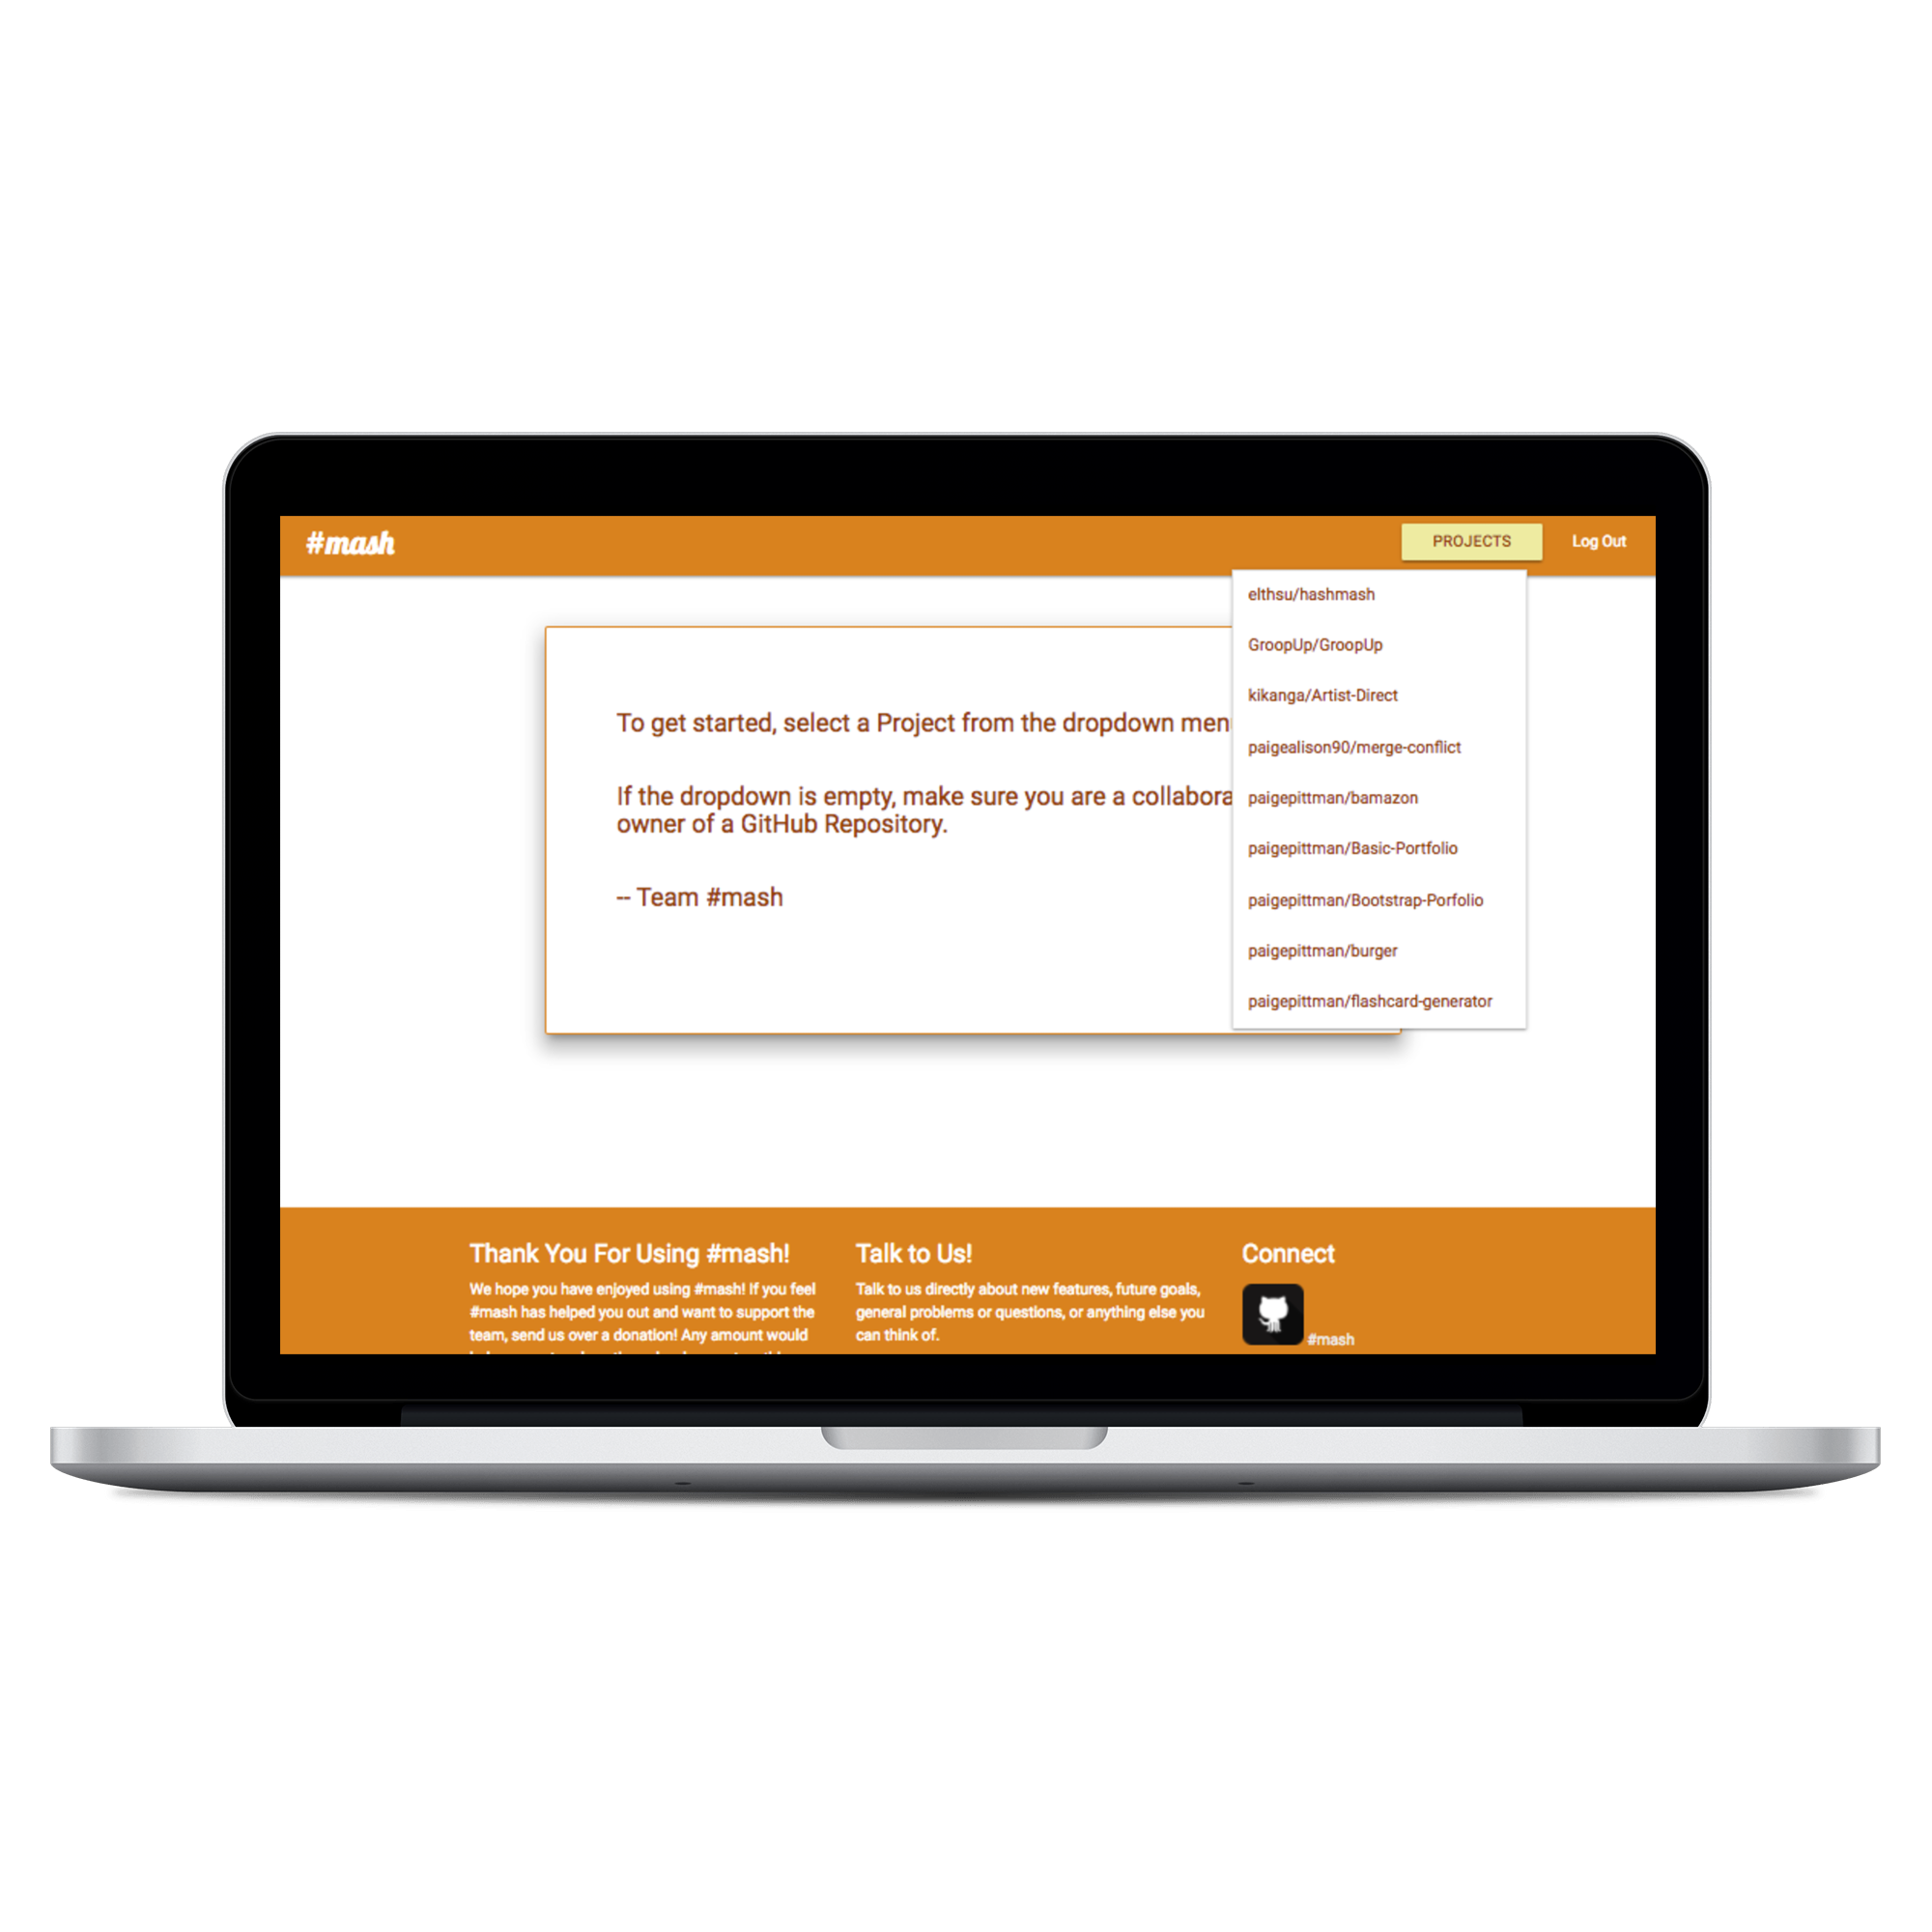 #mash
PROJECTS
Log Out
elthsu/hashmash
GroopUp/GroopUp
kikanga/Artist-Direct
paigealison90/merge-conflict
paigepittman/bamazon
paigepittman/Basic-Portfolio
paigepittman/Bootstrap-Porfolio
paigepittman/burger
paigepittman/flashcard-generator
To get started, select a Project from the dropdown
If the dropdown is empty, make sure you are a
owner of a GitHub Repository.
-- Team #mash
Thank You For Using #mash!
We hope you have enjoyed using #mash! If you feel
#mash has helped you out and want to support the
team, send us over a donation! Any amount would
Talk to Us!
Talk to us directly about new features, future goals,
general problems or questions, or anything else you
can think of.
Connect
#mash